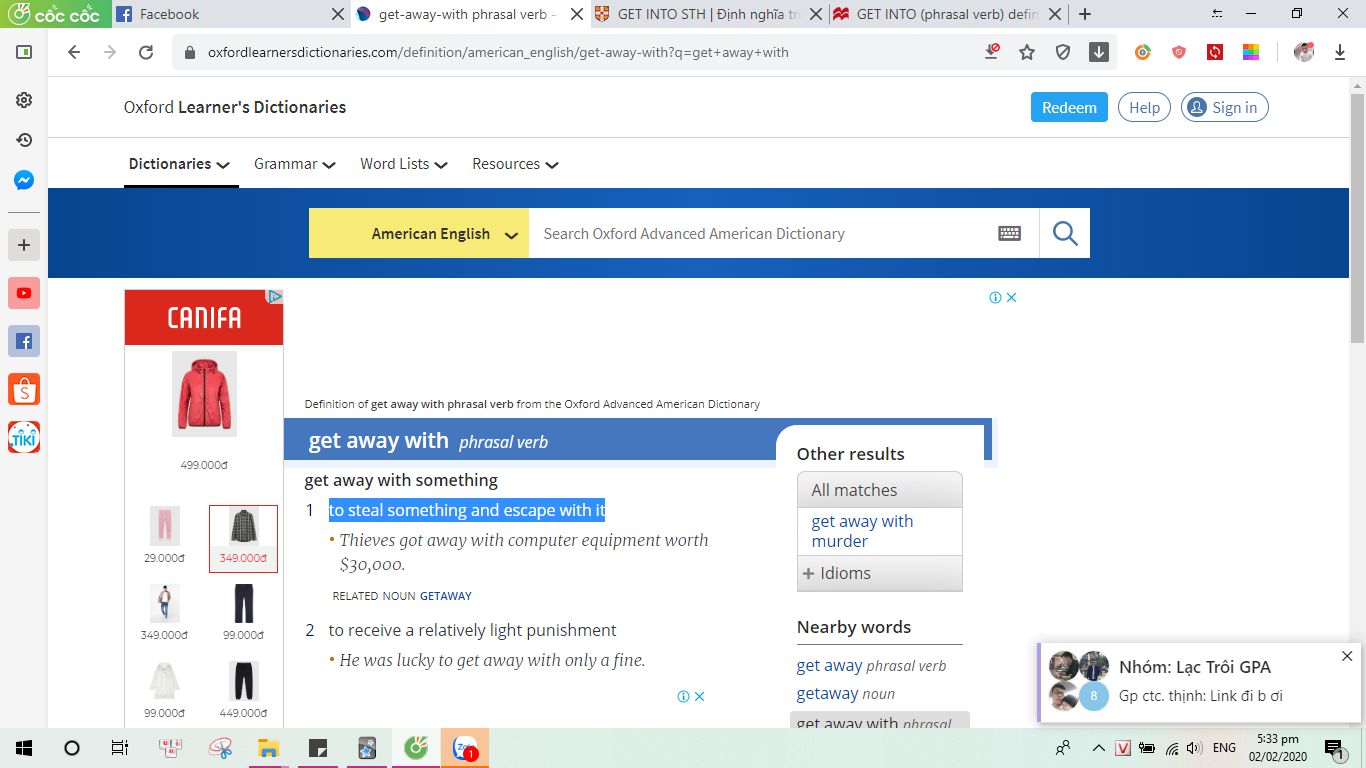 cốc cốc
Facebook
get-away-with phrasal verb -
GET INTO STH | Định nghĩa tr
GET INTO (phrasal verb) defin
oxfordlearnersdictionaries.com/definition/american_english/get-away-with?q=get+away+with
Oxford Learner's Dictionaries
Redeem
Help
Sign in
Dictionaries
Grammar
Word Lists
Resources
American English
Search Oxford Advanced American Dictionary
CANIFA
499.000đ
29.000đ
349.000đ
349.000đ
99.000đ
99.000đ
449.000đ
TIKI
Definition of get away with phrasal verb from the Oxford Advanced American Dictionary
get away with phrasal verb
get away with something
1 to steal something and escape with it
• Thieves got away with computer equipment worth
$30,000.
RELATED NOUN GETAWAY
2 to receive a relatively light punishment
• He was lucky to get away with only a fine.
Other results
All matches
get away with
murder
+ Idioms
Nearby words
get away phrasal verb
getaway noun
get away with phrasal
Nhóm: Lạc Trôi GPA
8
Gp ctc. thịnh: Link đi b ơi
Zalo
1
V
ENG
5:33 pm
02/02/2020
1